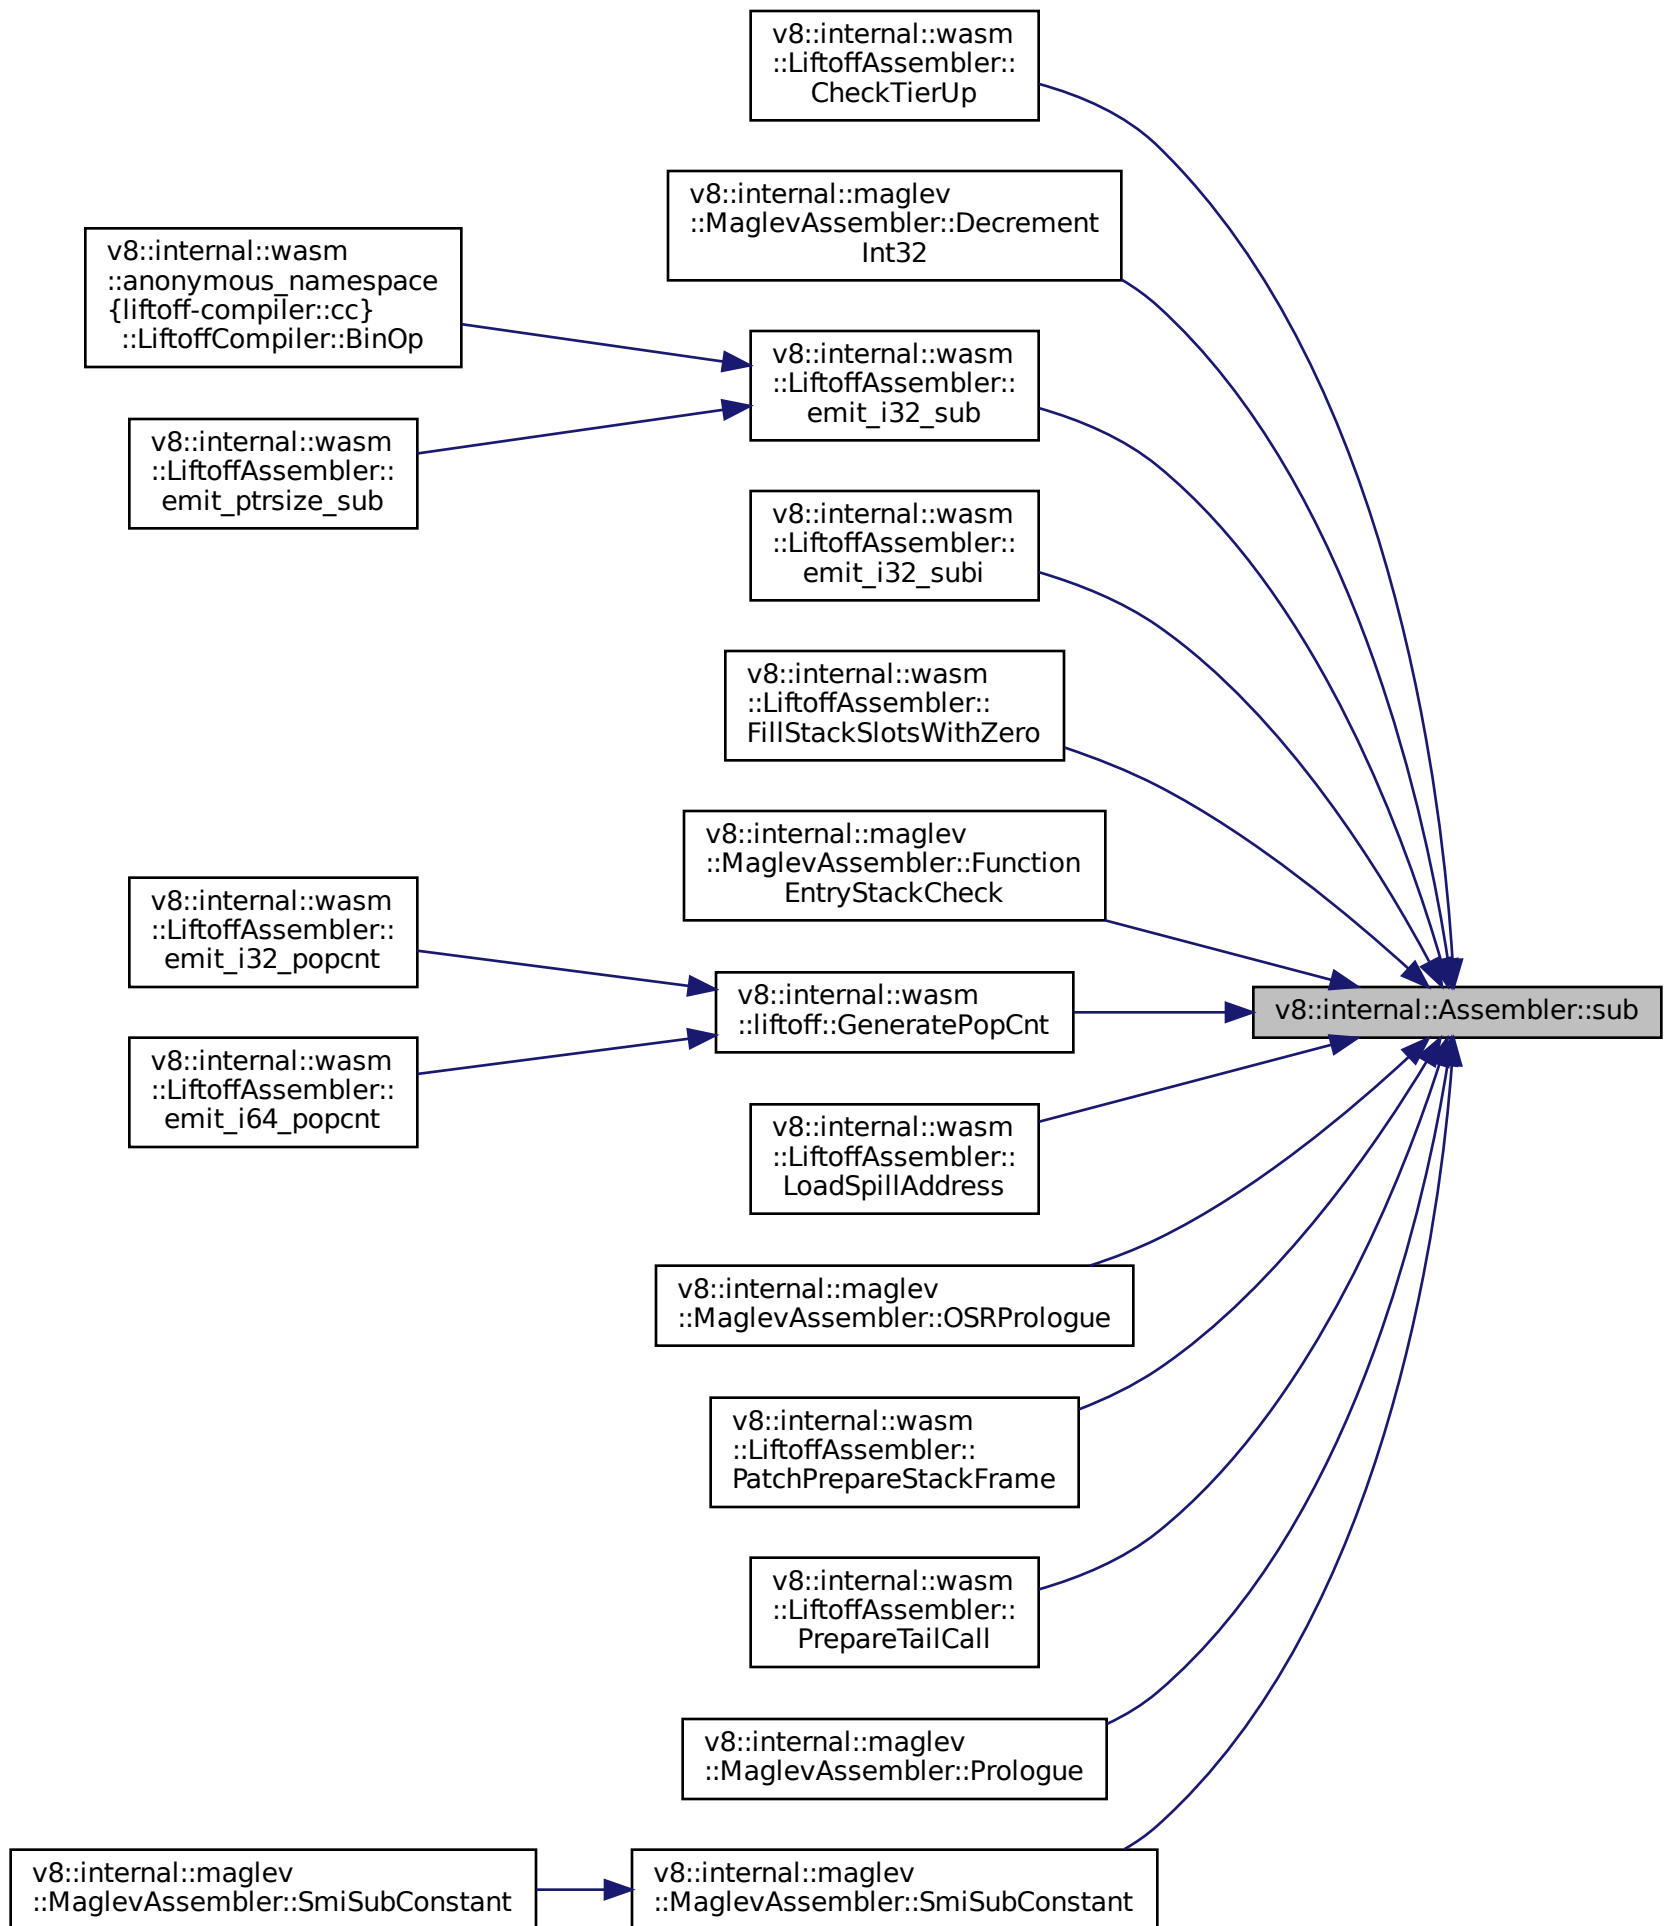 v8::internal::wasm
::LiftoffAssembler::
CheckTierUp
v8::internal::maglev
::MaglevAssembler::Decrement
Int32
v8::internal::wasm
::anonymous_namespace
{liftoff-compiler::cc}
::LiftoffCompiler::BinOp
v8::internal::wasm
::LiftoffAssembler::
emit_i32_sub
v8::internal::wasm
::LiftoffAssembler::
emit_ptrsize_sub
v8::internal::wasm
::LiftoffAssembler::
emit_i32_subi
v8::internal::wasm
::LiftoffAssembler::
FillStackSlotsWithZero
v8::internal::maglev
::MaglevAssembler::Function
EntryStackCheck
v8::internal::wasm
::LiftoffAssembler::
emit_i32_popcnt
v8::internal::wasm
::liftoff::GeneratePopCnt
v8::internal::Assembler::sub
v8::internal::wasm
::LiftoffAssembler::
emit_i64_popcnt
v8::internal::wasm
::LiftoffAssembler::
LoadSpillAddress
v8::internal::maglev
::MaglevAssembler::OSRPrologue
v8::internal::wasm
::LiftoffAssembler::
PatchPrepareStackFrame
v8::internal::wasm
::LiftoffAssembler::
PrepareTailCall
v8::internal::maglev
::MaglevAssembler::Prologue
v8::internal::maglev
::MaglevAssembler::SmiSubConstant
v8::internal::maglev
::MaglevAssembler::SmiSubConstant